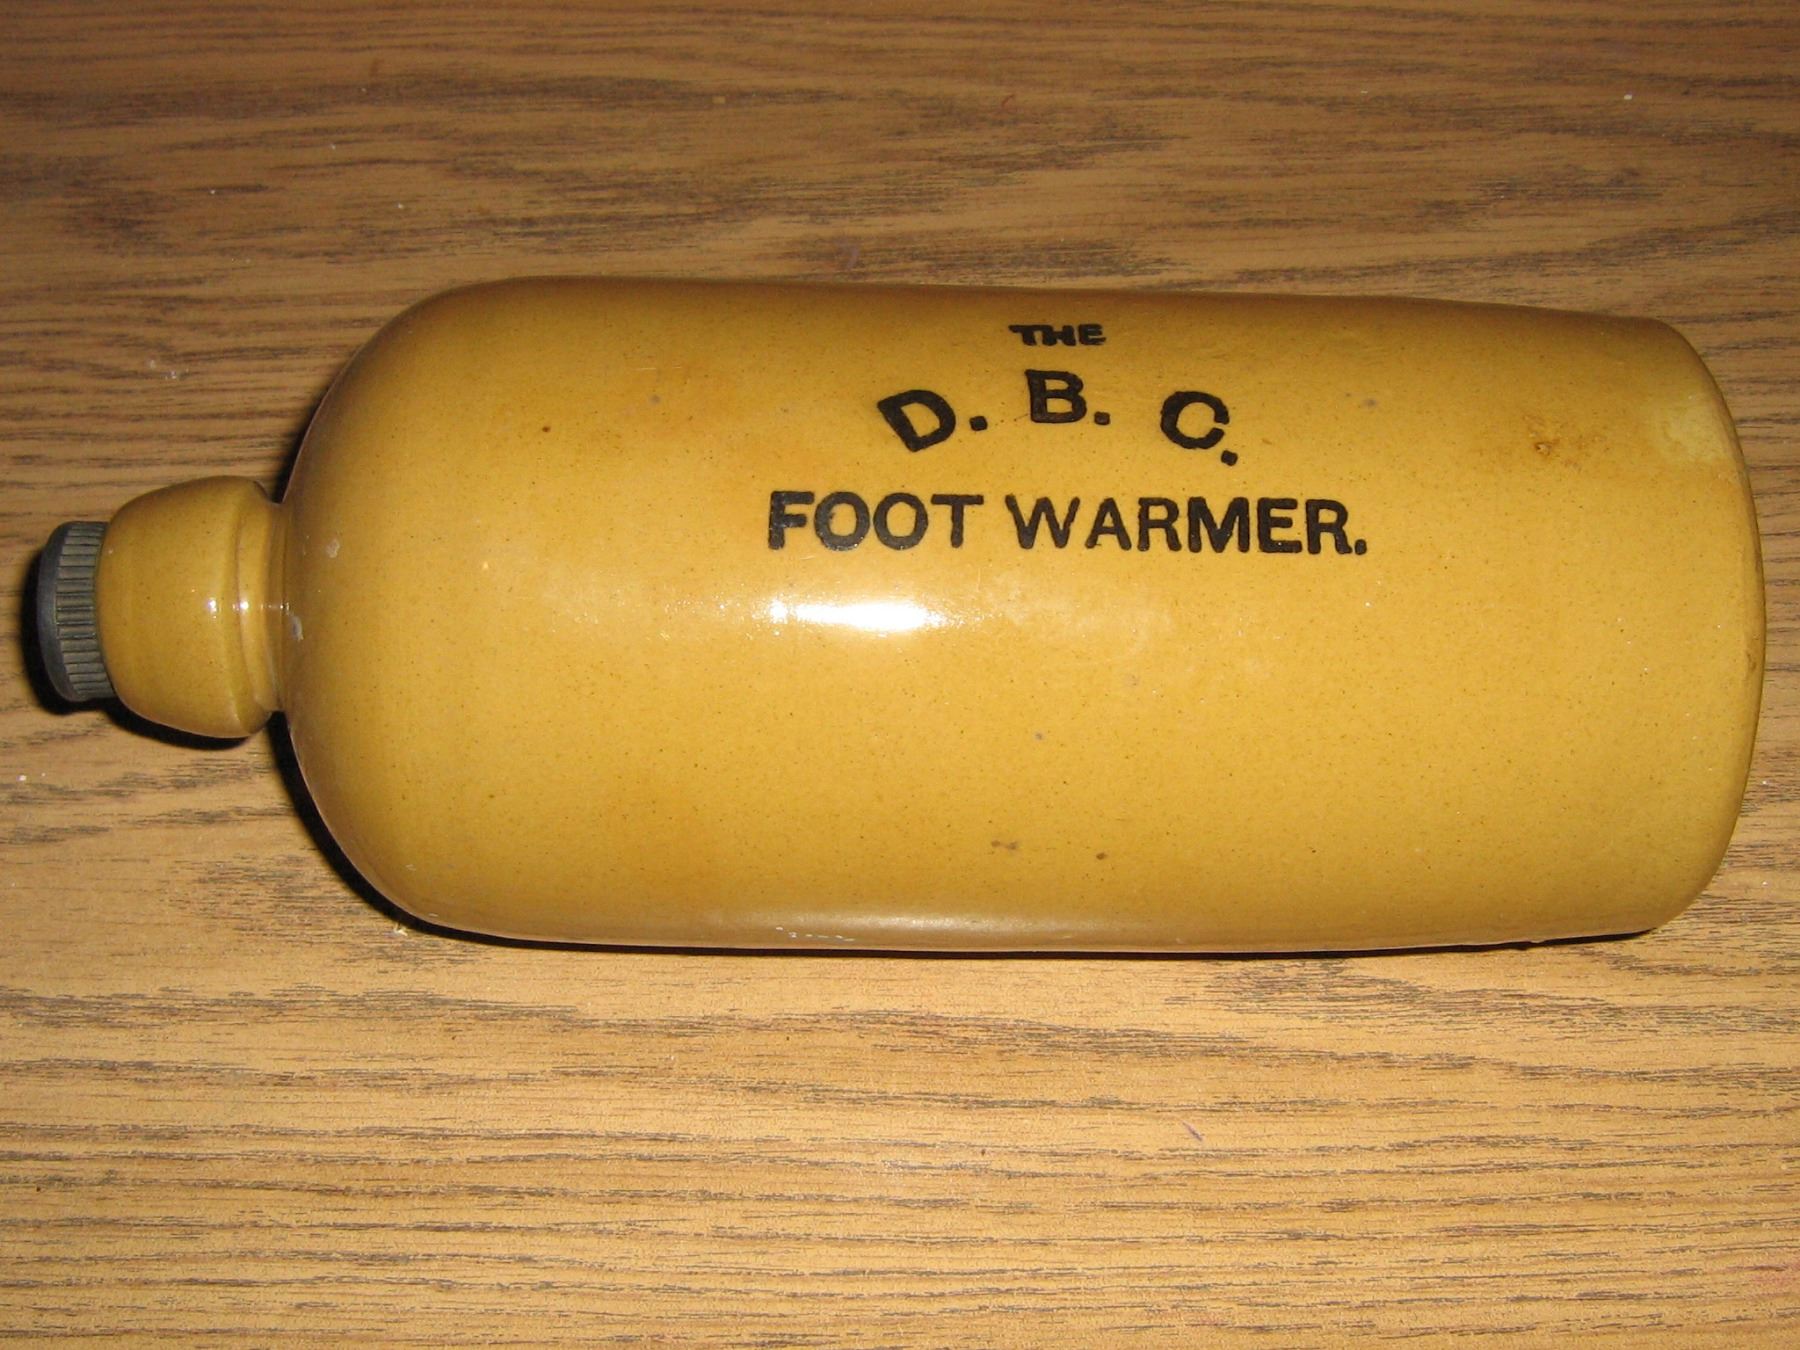 THE
D. B. C.
FOOT WARMER.